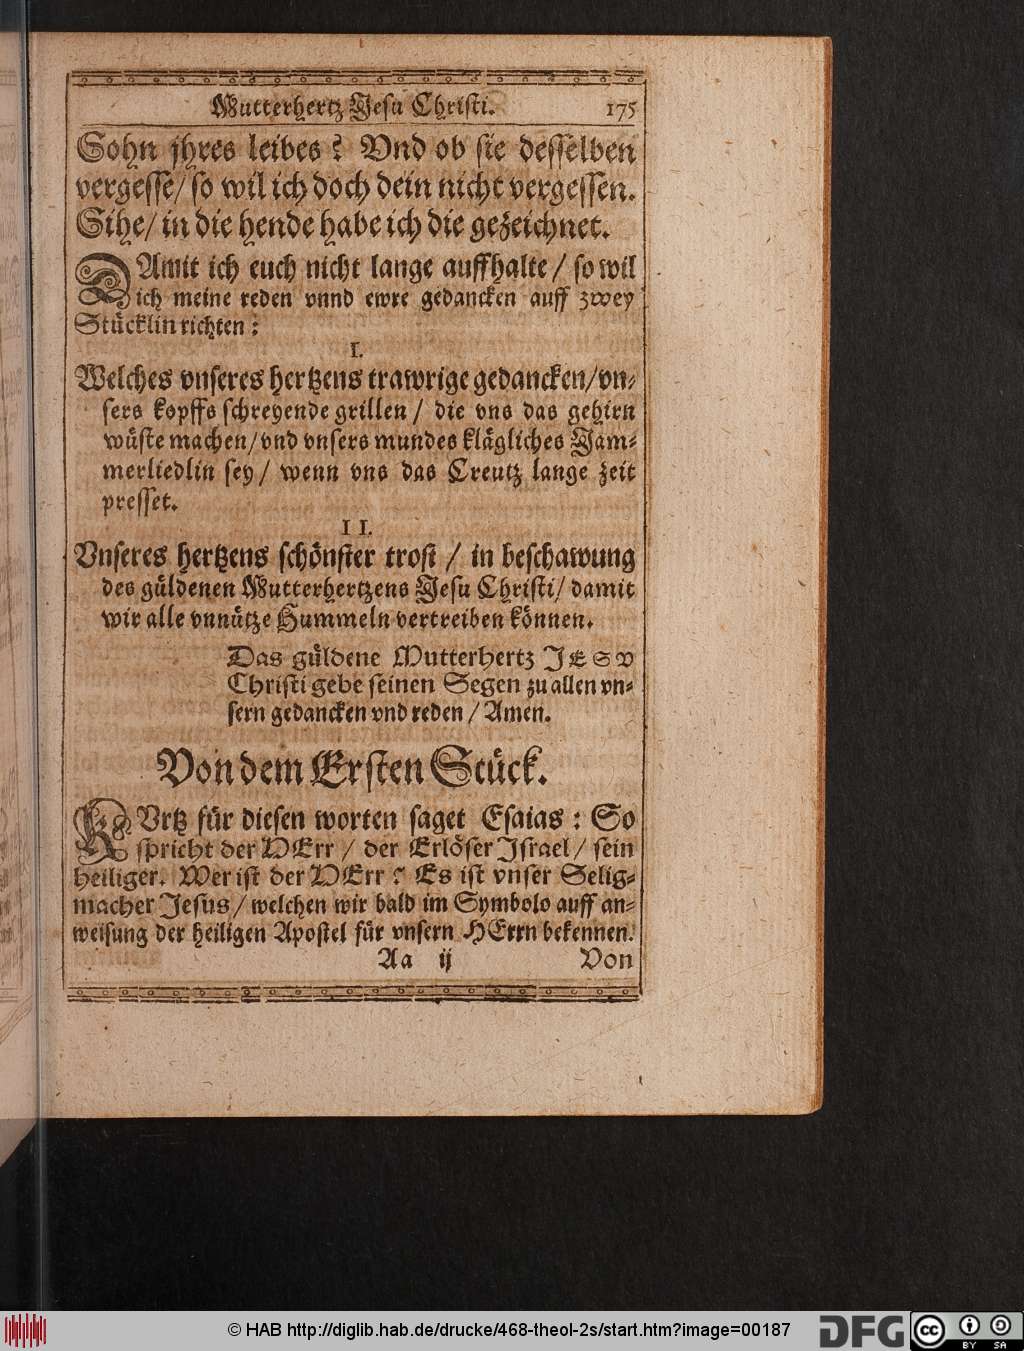 Mutterhertz Jesu Christi. 175
Sohn jhres leibes? Vnd ob sie desselben
vergesse/ so wil ich doch dein nicht vergessen.
Sihe/ in die hende habe ich die gezeichnet.
DAmit ich euch nicht lange auffhalte/ so wil
ich meine reden vnnd ewre gedancken auff zwey
Stücklin richten:
I.
Welches vnseres hertzens trawrige gedancken/ vn-
sers kopffs schreyende grillen/ die vns das gehirn
wüste machen/ vnd vnsers mundes klägliches Jam-
merliedlin sey/ wenn vns das Creutz lange zeit
presset.
II.
Vnseres hertzens schönster trost/ in beschawung
des güldenen Mutterhertzens Jesu Christi/ damit
wir alle vnnütze Hummeln vertreiben können.
Das güldene Mutterhertz JESV
Christi gebe seinen Segen zu allen vn-
sern gedancken vnd reden/ Amen.
Von dem Ersten Stück.
KVrtz für diesen worten saget Esaias: So
spricht der HErr/ der Erlöser Israel/ sein
heiliger. Wer ist der HErr? Es ist vnser Selig-
macher Jesus/ welchen wir bald im Symbolo auff an-
weisung der heiligen Apostel für vnsern HErrn bekennen.
Aa ij Von
© HAB http://diglib.hab.de/drucke/468-theol-2s/start.htm?image=00187
DFG
cc BY SA